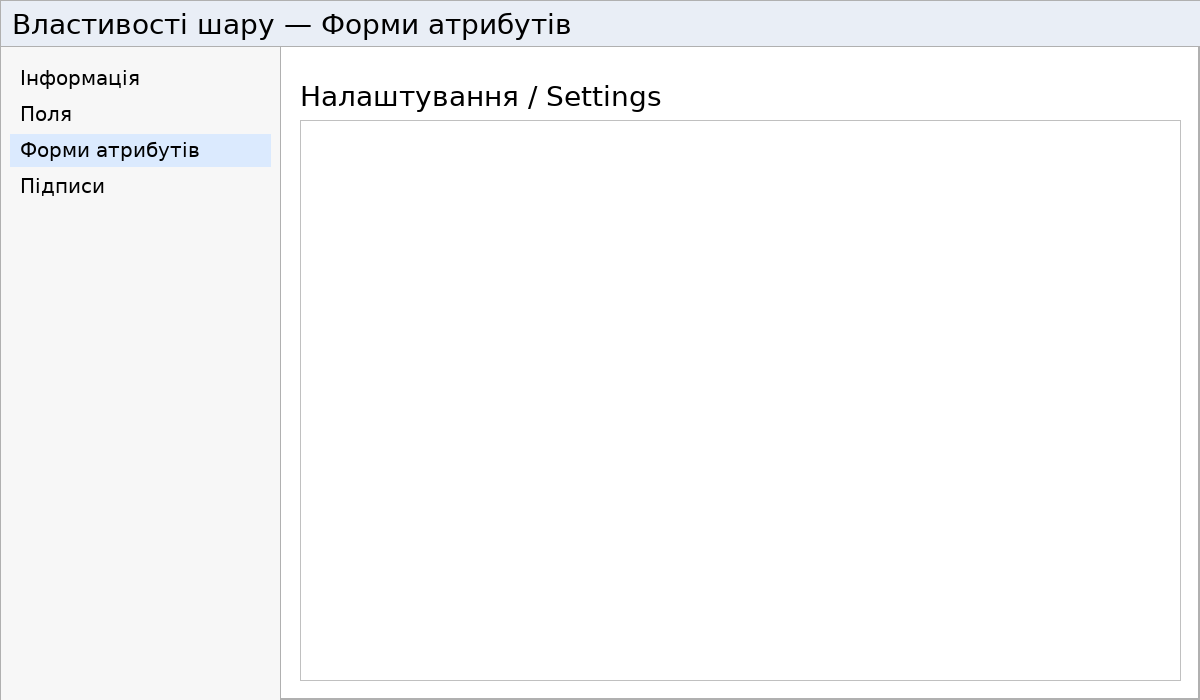 Властивості шару — Форми атрибутів
Інформація
Поля
Форми атрибутів
Підписи
Налаштування / Settings